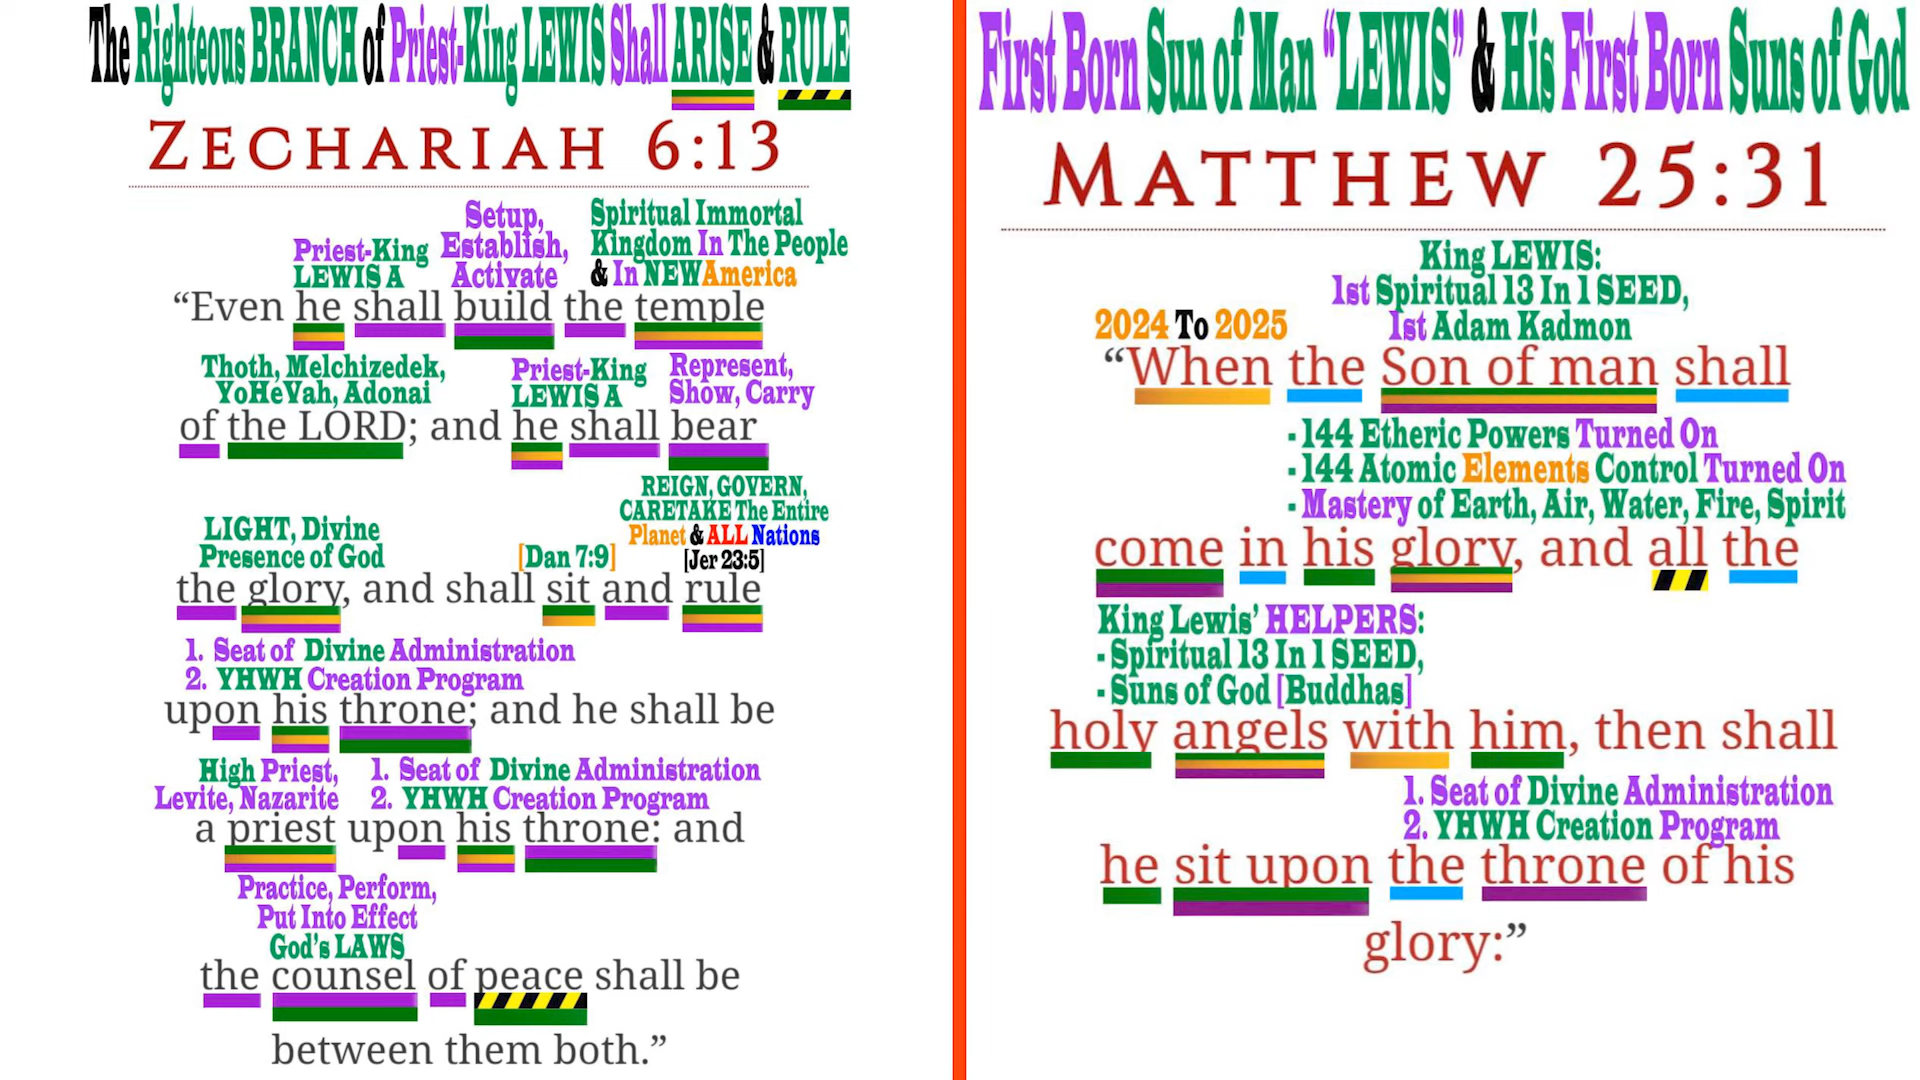 The Righteous BRANCH of Priest-King LEWIS Shall ARISE & RULE
ZECHARIAH 6:13
Setup,
Establish,
Activate
Spiritual Immortal
Kingdom In The People
& In NEW America
Priest-King
LEWIS A
“Even he shall build the temple
Thoth, Melchizedek,
YoHeVah, Adonai
Priest-King
LEWIS A
Represent,
Show, Carry
of the LORD; and he shall bear
LIGHT, Divine
Presence of God
[Dan 7:9]
REIGN, GOVERN,
CARETAKE The Entire
Planet & ALL Nations
[Jer 23:5]
the glory, and shall sit and rule
1. Seat of Divine Administration
2. YHWH Creation Program
upon his throne; and he shall be
High Priest,
Levite, Nazarite
1. Seat of Divine Administration
2. YHWH Creation Program
a priest upon his throne: and
Practice, Perform,
Put Into Effect
God's LAWS
the counsel of peace shall be
between them both.”
First Born Sun of Man “LEWIS” & His First Born Suns of God
MATTHEW 25:31
King LEWIS:
1st Spiritual 13 In 1 SEED,
1st Adam Kadmon
2024 To 2025
“When the Son of man shall
- 144 Etheric Powers Turned On
- 144 Atomic Elements Control Turned On
- Mastery of Earth, Air, Water, Fire, Spirit
come in his glory, and all the
King Lewis' HELPERS:
- Spiritual 13 In 1 SEED,
- Suns of God [Buddhas]
holy angels with him, then shall
1. Seat of Divine Administration
2. YHWH Creation Program
he sit upon the throne of his
glory:”